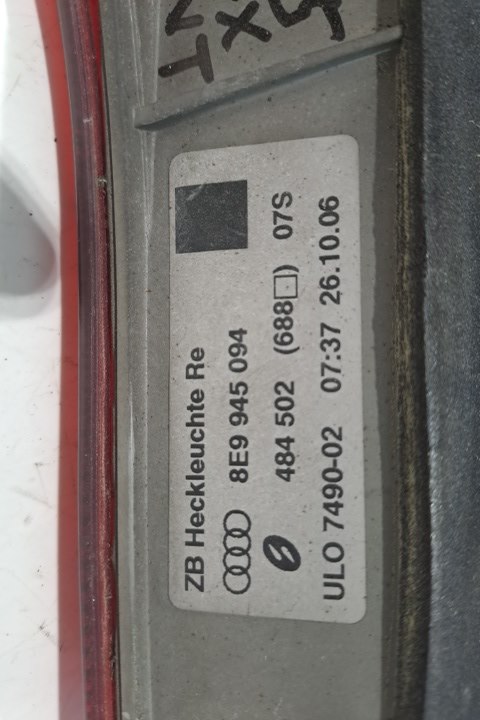 ZB Heckleuchte Re
8E9 945 094
484 502 (688□) 07S
ULO 7490-02 07:37 26.10.06